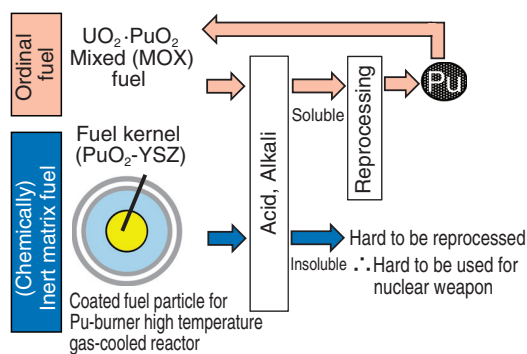 Ordinal
fuel
UO₂·PuO₂
Mixed (MOX)
fuel
Acid, Alkali
Soluble
Reprocessing
Pu
(Chemically)
Inert matrix fuel
Fuel kernel
(PuO₂-YSZ)
Coated fuel particle for
Pu-burner high temperature
gas-cooled reactor
Insoluble
Hard to be reprocessed
∴ Hard to be used for
nuclear weapon